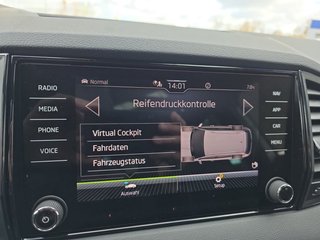 Normal
14:01
7.0°c
RADIO
MEDIA
PHONE
VOICE
Reifendruckkontrolle
Virtual Cockpit
Fahrdaten
Fahrzeugstatus
Auswahl
Setup
NAV
APP
CAR
MENU